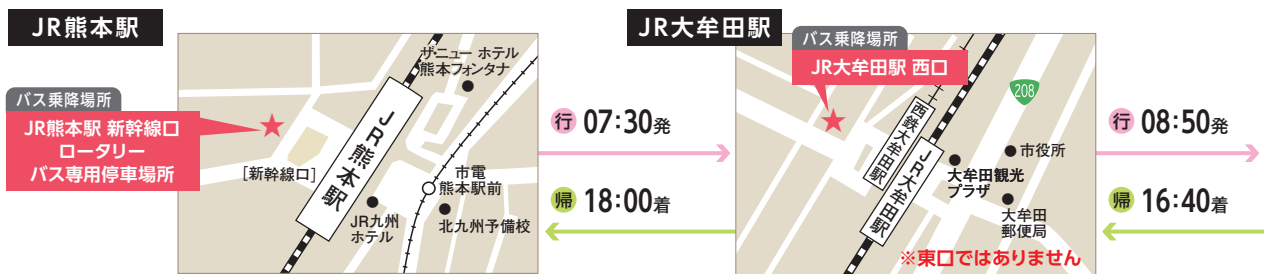 JR熊本駅
バス乗降場所
JR熊本駅 新幹線口
ロータリー
バス専用停車場所
ザ・ニュー ホテル
熊本フォンタナ
JR熊本駅
[新幹線口]
市電
熊本駅前
JR九州
ホテル
北九州予備校
行 07:30発
帰 18:00着
JR大牟田駅
バス乗降場所
JR大牟田駅 西口
208
西鉄大牟田駅
JR大牟田駅
市役所
大牟田観光
プラザ
大牟田
郵便局
※東口ではありません
行 08:50発
帰 16:40着